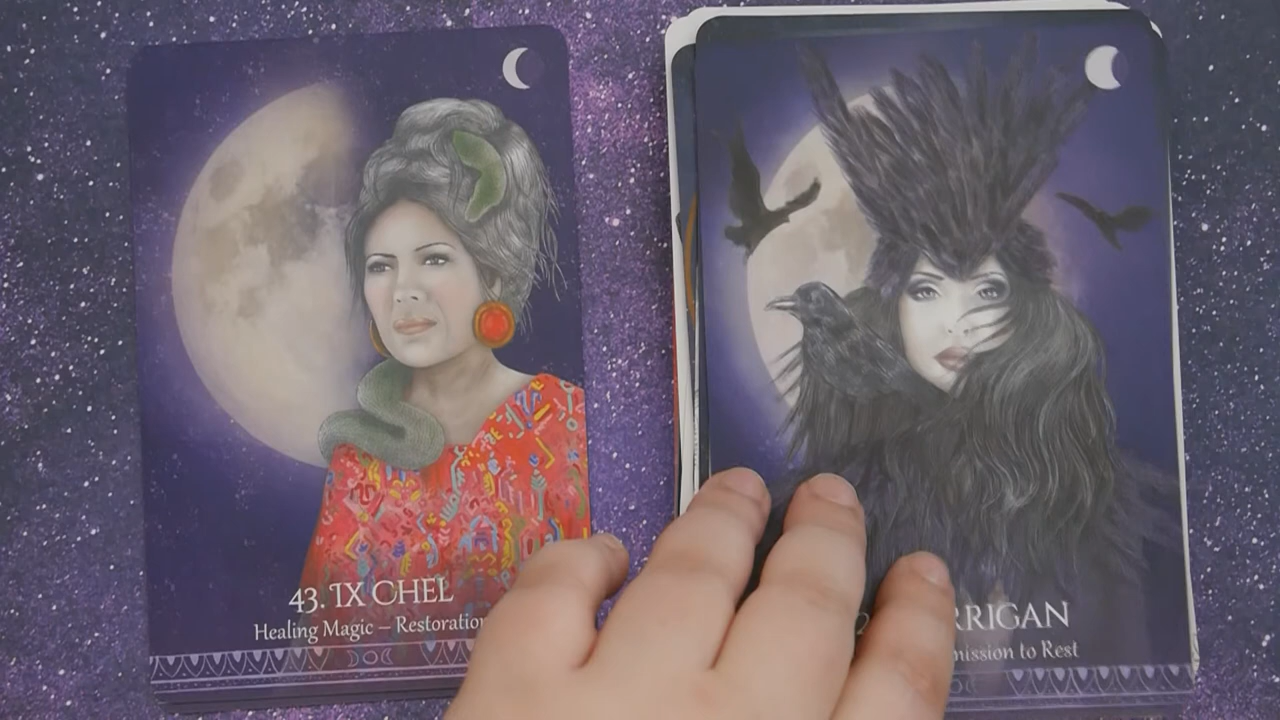 43. IX CHEL
Healing Magic – Restoration
RRIGAN
mission to Rest